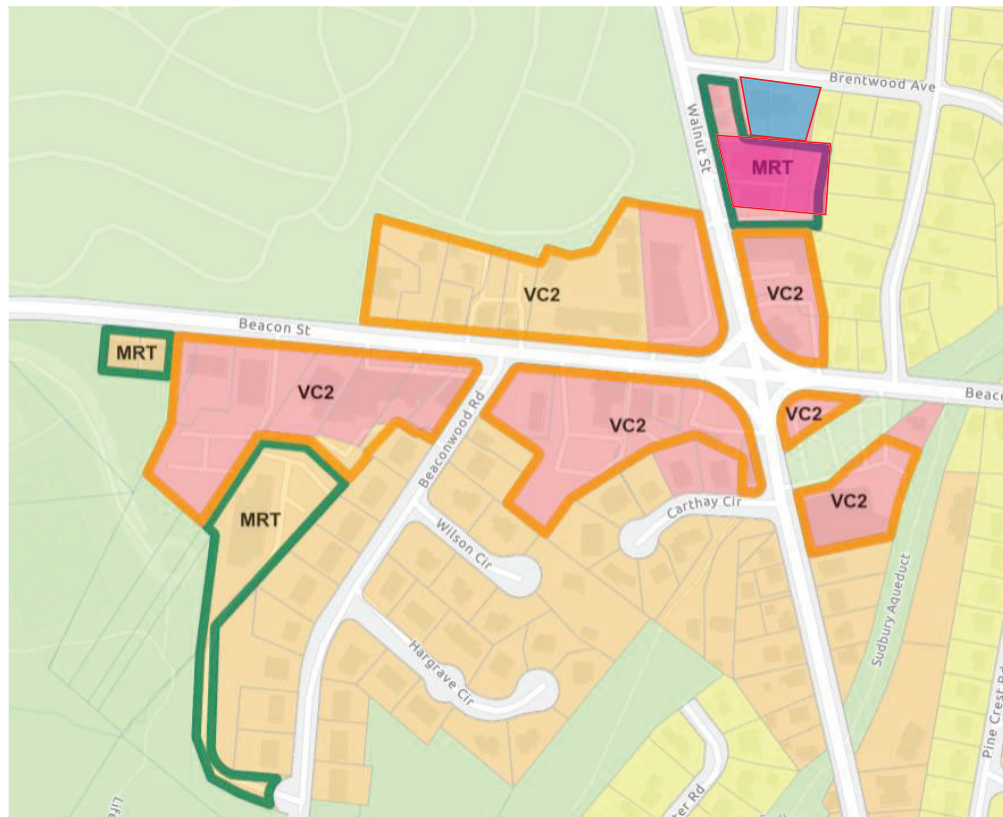 Brentwood Ave
Walnut St
MRT
VC2
VC2
Beacon St
MRT
VC2
VC2
VC2
Beaconwood Rd
Carthay Cir
VC2
MRT
Wilson Cir
Sudbury Aqueduct
Hargrave Cir
Pine Crest Rd